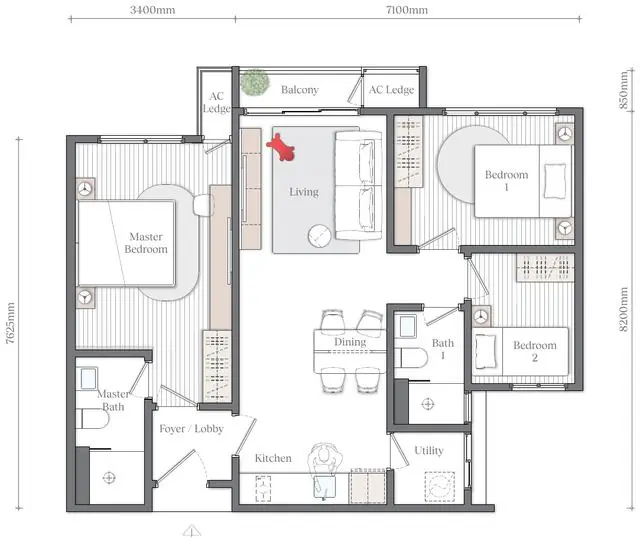 3400mm
7100mm
AC
Ledge
Balcony
AC Ledge
850mm
Living
Bedroom
1
Master
Bedroom
7625mm
8200mm
Dining
Bath
1
Bedroom
2
Master
Bath
Foyer / Lobby
Kitchen
Utility